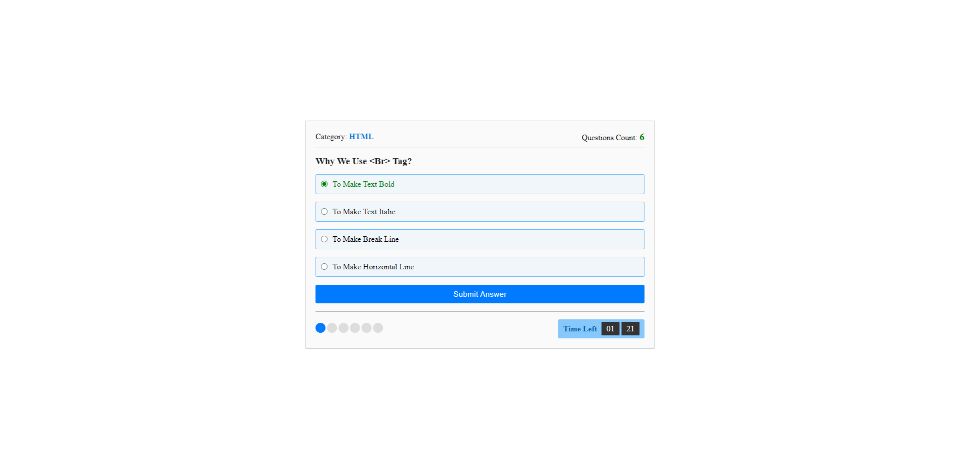 Category: HTML
Questions Count: 6
Why We Use <Br> Tag?
To Make Text Bold
To Make Text Italic
To Make Break Line
To Make Horizontal Line
Submit Answer
Time Left 01 21